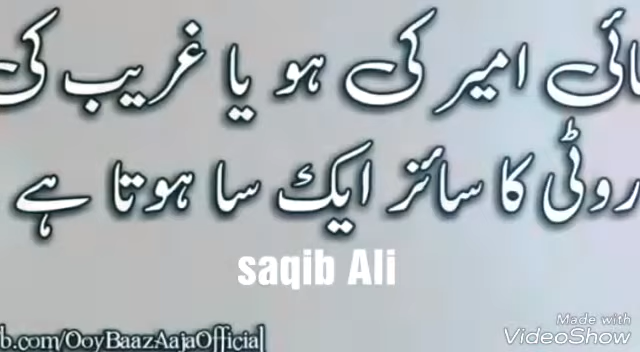 ائی امیر کی ہو یا غریب کی
روٹی کا سائز ایک سا ہوتا ہے
saqib Ali
Made with
VideoShow
b.com/OoyBaazAajaOfficial